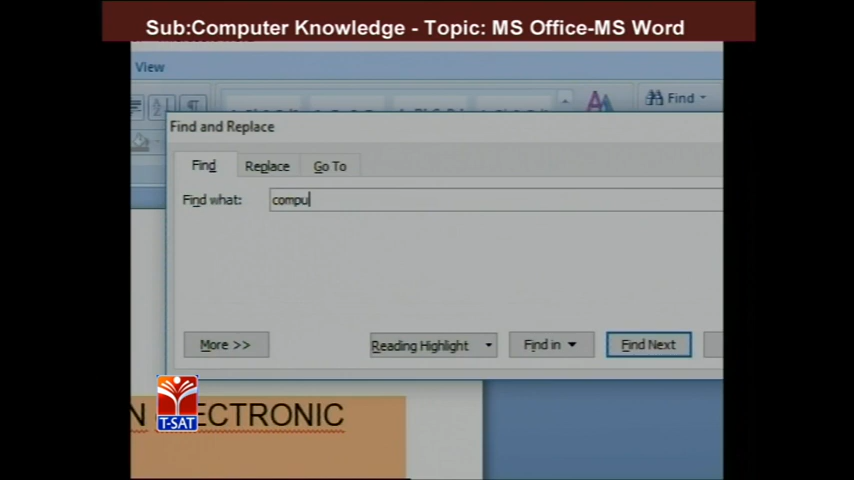 Sub:Computer Knowledge - Topic: MS Office-MS Word
View
Find
Find and Replace
Find Replace Go To
Find what: compu
More >> Reading Highlight Find in Find Next
N ECTRONIC
T-SAT